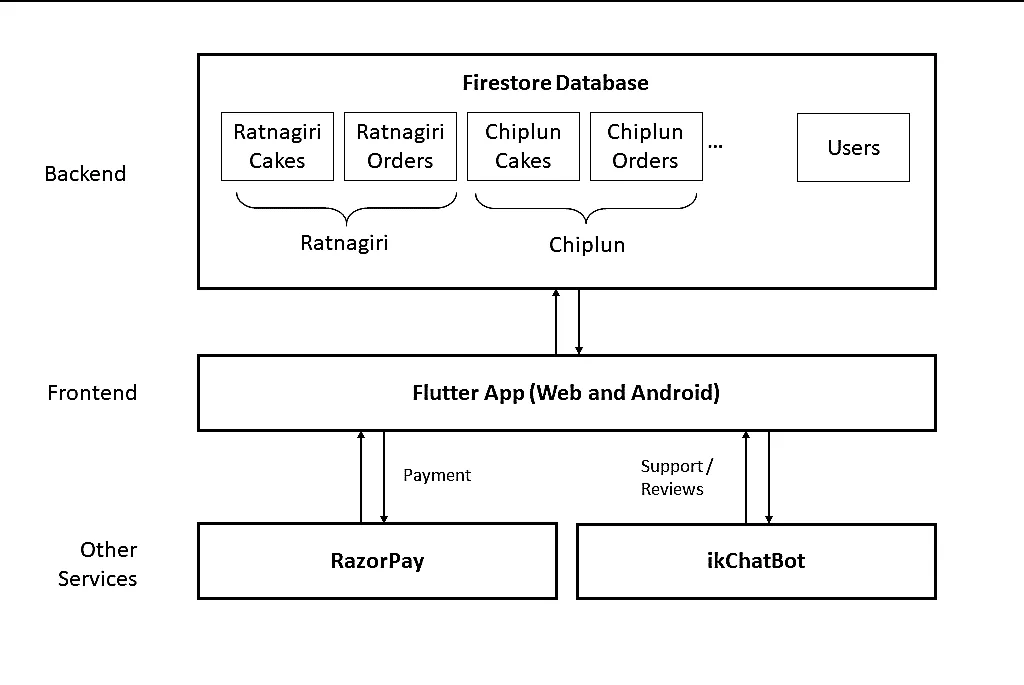 Firestore Database
Ratnagiri
Cakes
Ratnagiri
Orders
Chiplun
Cakes
Chiplun
Orders
...
Users
Backend
Ratnagiri
Chiplun
Frontend
Flutter App (Web and Android)
Payment
Support /
Reviews
Other
Services
RazorPay
ikChatBot